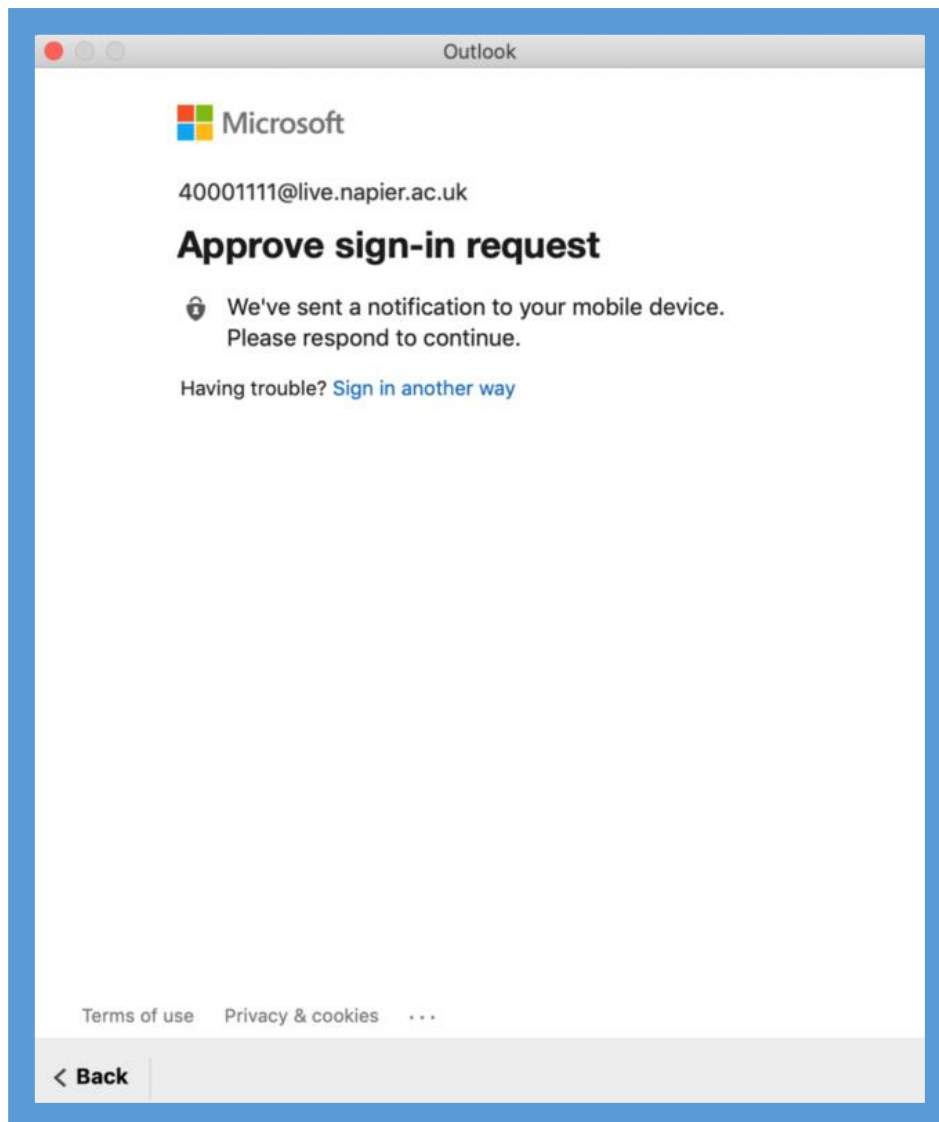 Outlook
Microsoft
40001111@live.napier.ac.uk
Approve sign-in request
We've sent a notification to your mobile device.
Please respond to continue.
Having trouble? Sign in another way
Terms of use Privacy & cookies ...
< Back